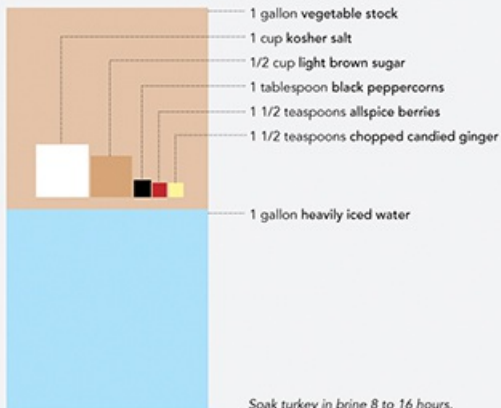 1 gallon vegetable stock
1 cup kosher salt
1/2 cup light brown sugar
1 tablespoon black peppercorns
1 1/2 teaspoons allspice berries
1 1/2 teaspoons chopped candied ginger
1 gallon heavily iced water
Soak turkey in brine 8 to 16 hours.